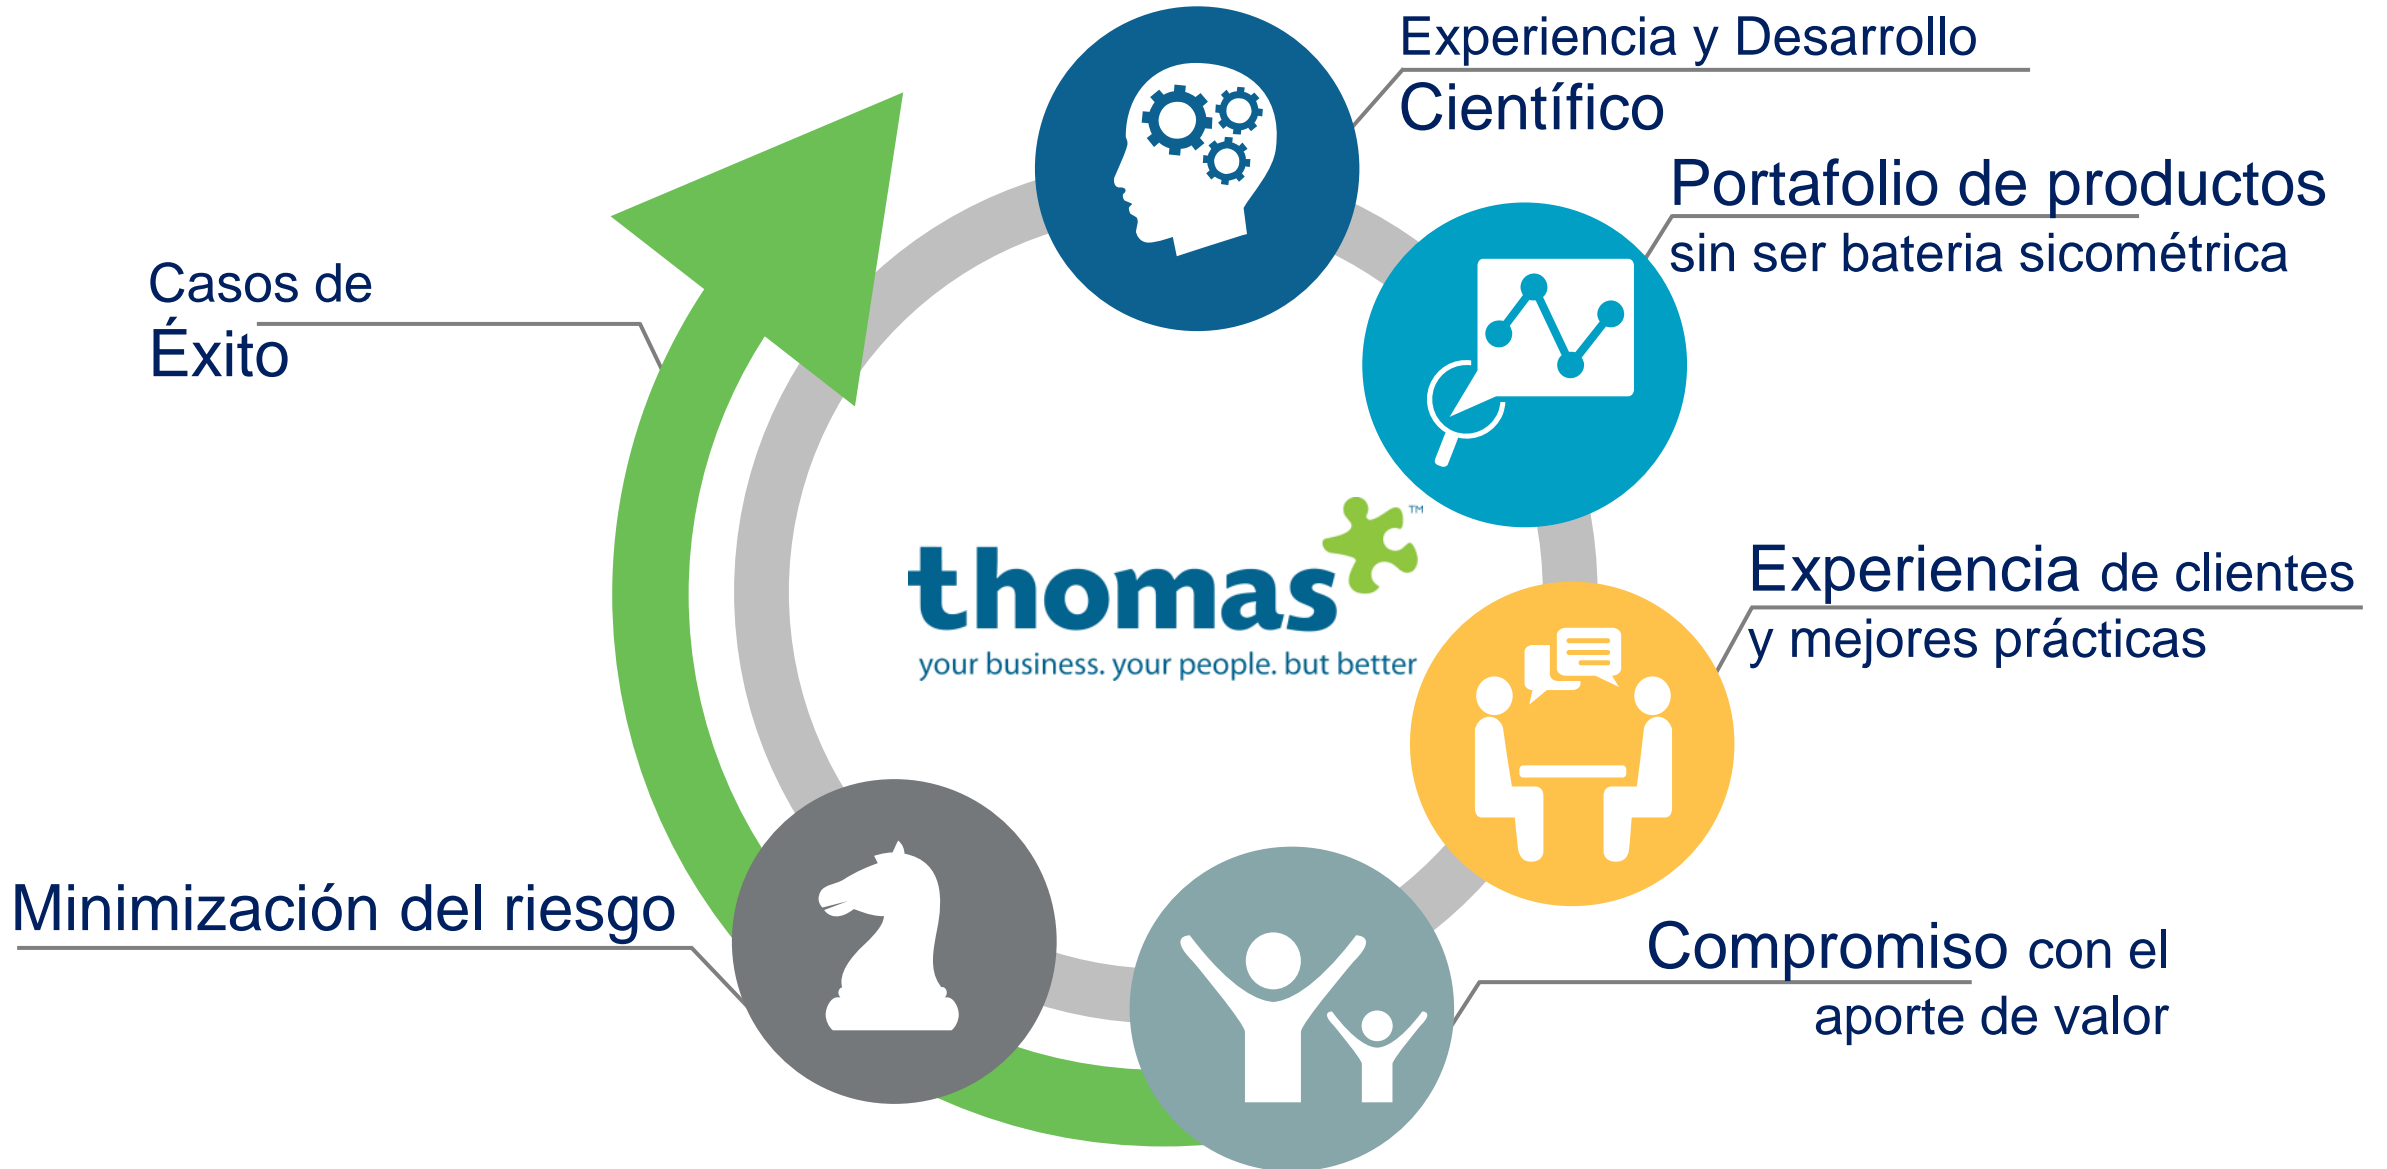 Experiencia y Desarrollo
Científico
Portafolio de productos
sin ser bateria sicométrica
Casos de
Éxito
thomas™
your business. your people. but better
Experiencia de clientes
y mejores prácticas
Minimización del riesgo
Compromiso con el
aporte de valor